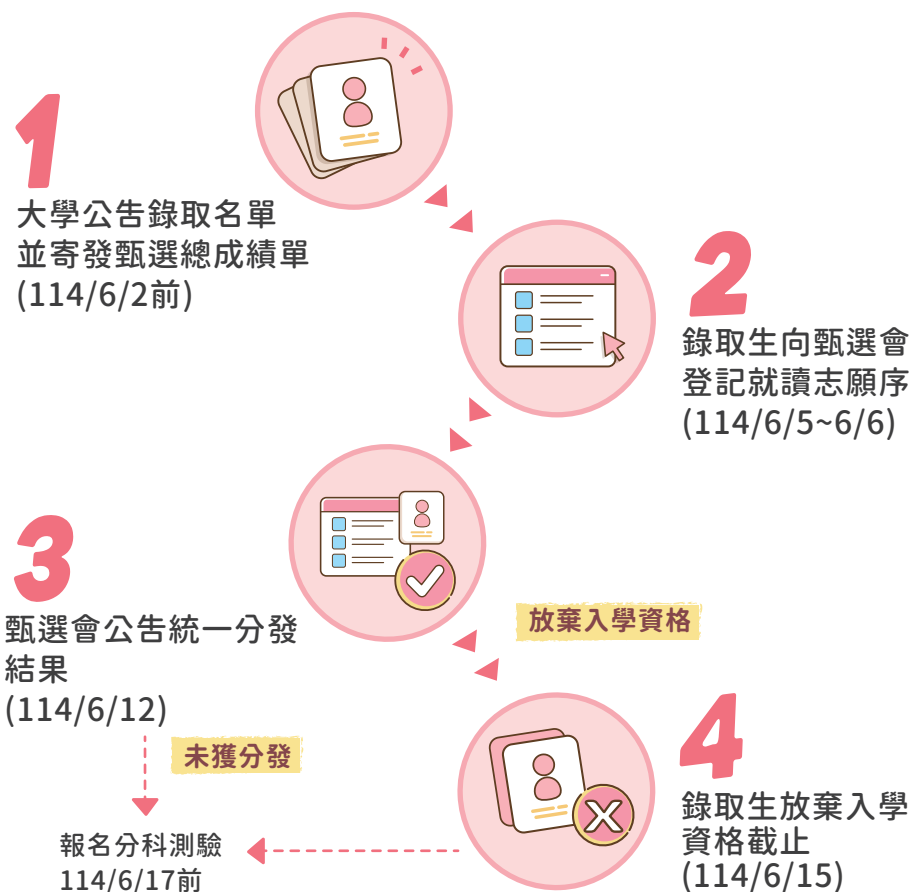 1
大學公告錄取名單
並寄發甄選總成績單
(114/6/2前)
2
錄取生向甄選會
登記就讀志願序
(114/6/5~6/6)
3
甄選會公告統一分發
結果
(114/6/12)
放棄入學資格
未獲分發
4
錄取生放棄入學
資格截止
(114/6/15)
報名分科測驗
114/6/17前